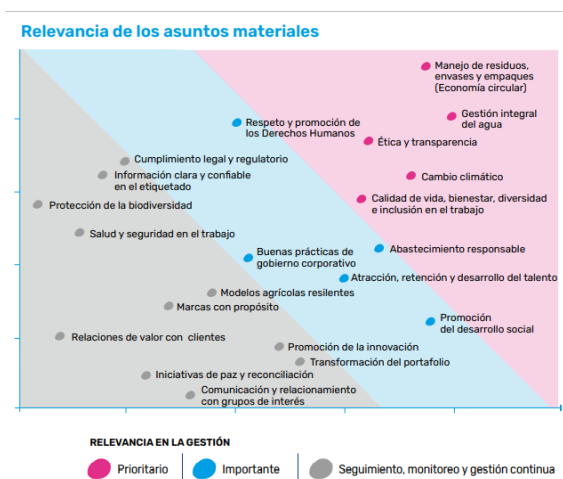 Relevancia de los asuntos materiales
Manejo de residuos,
envases y empaques
(Economía circular)
Gestión integral
del agua
Respeto y promoción de
los Derechos Humanos
Ética y transparencia
Cumplimiento legal y regulatorio
Información clara y confiable
en el etiquetado
Cambio climático
Protección de la biodiversidad
Calidad de vida, bienestar, diversidad
e inclusión en el trabajo
Salud y seguridad en el trabajo
Buenas prácticas de
gobierno corporativo
Abastecimiento responsable
Atracción, retención y desarrollo del talento
Modelos agrícolas resilentes
Marcas con propósito
Promoción
del desarrollo social
Relaciones de valor con clientes
Promoción de la innovación
Transformación del portafolio
Iniciativas de paz y reconciliación
Comunicación y relacionamiento
con grupos de interés
RELEVANCIA EN LA GESTIÓN
Prioritario
Importante
Seguimiento, monitoreo y gestión continua